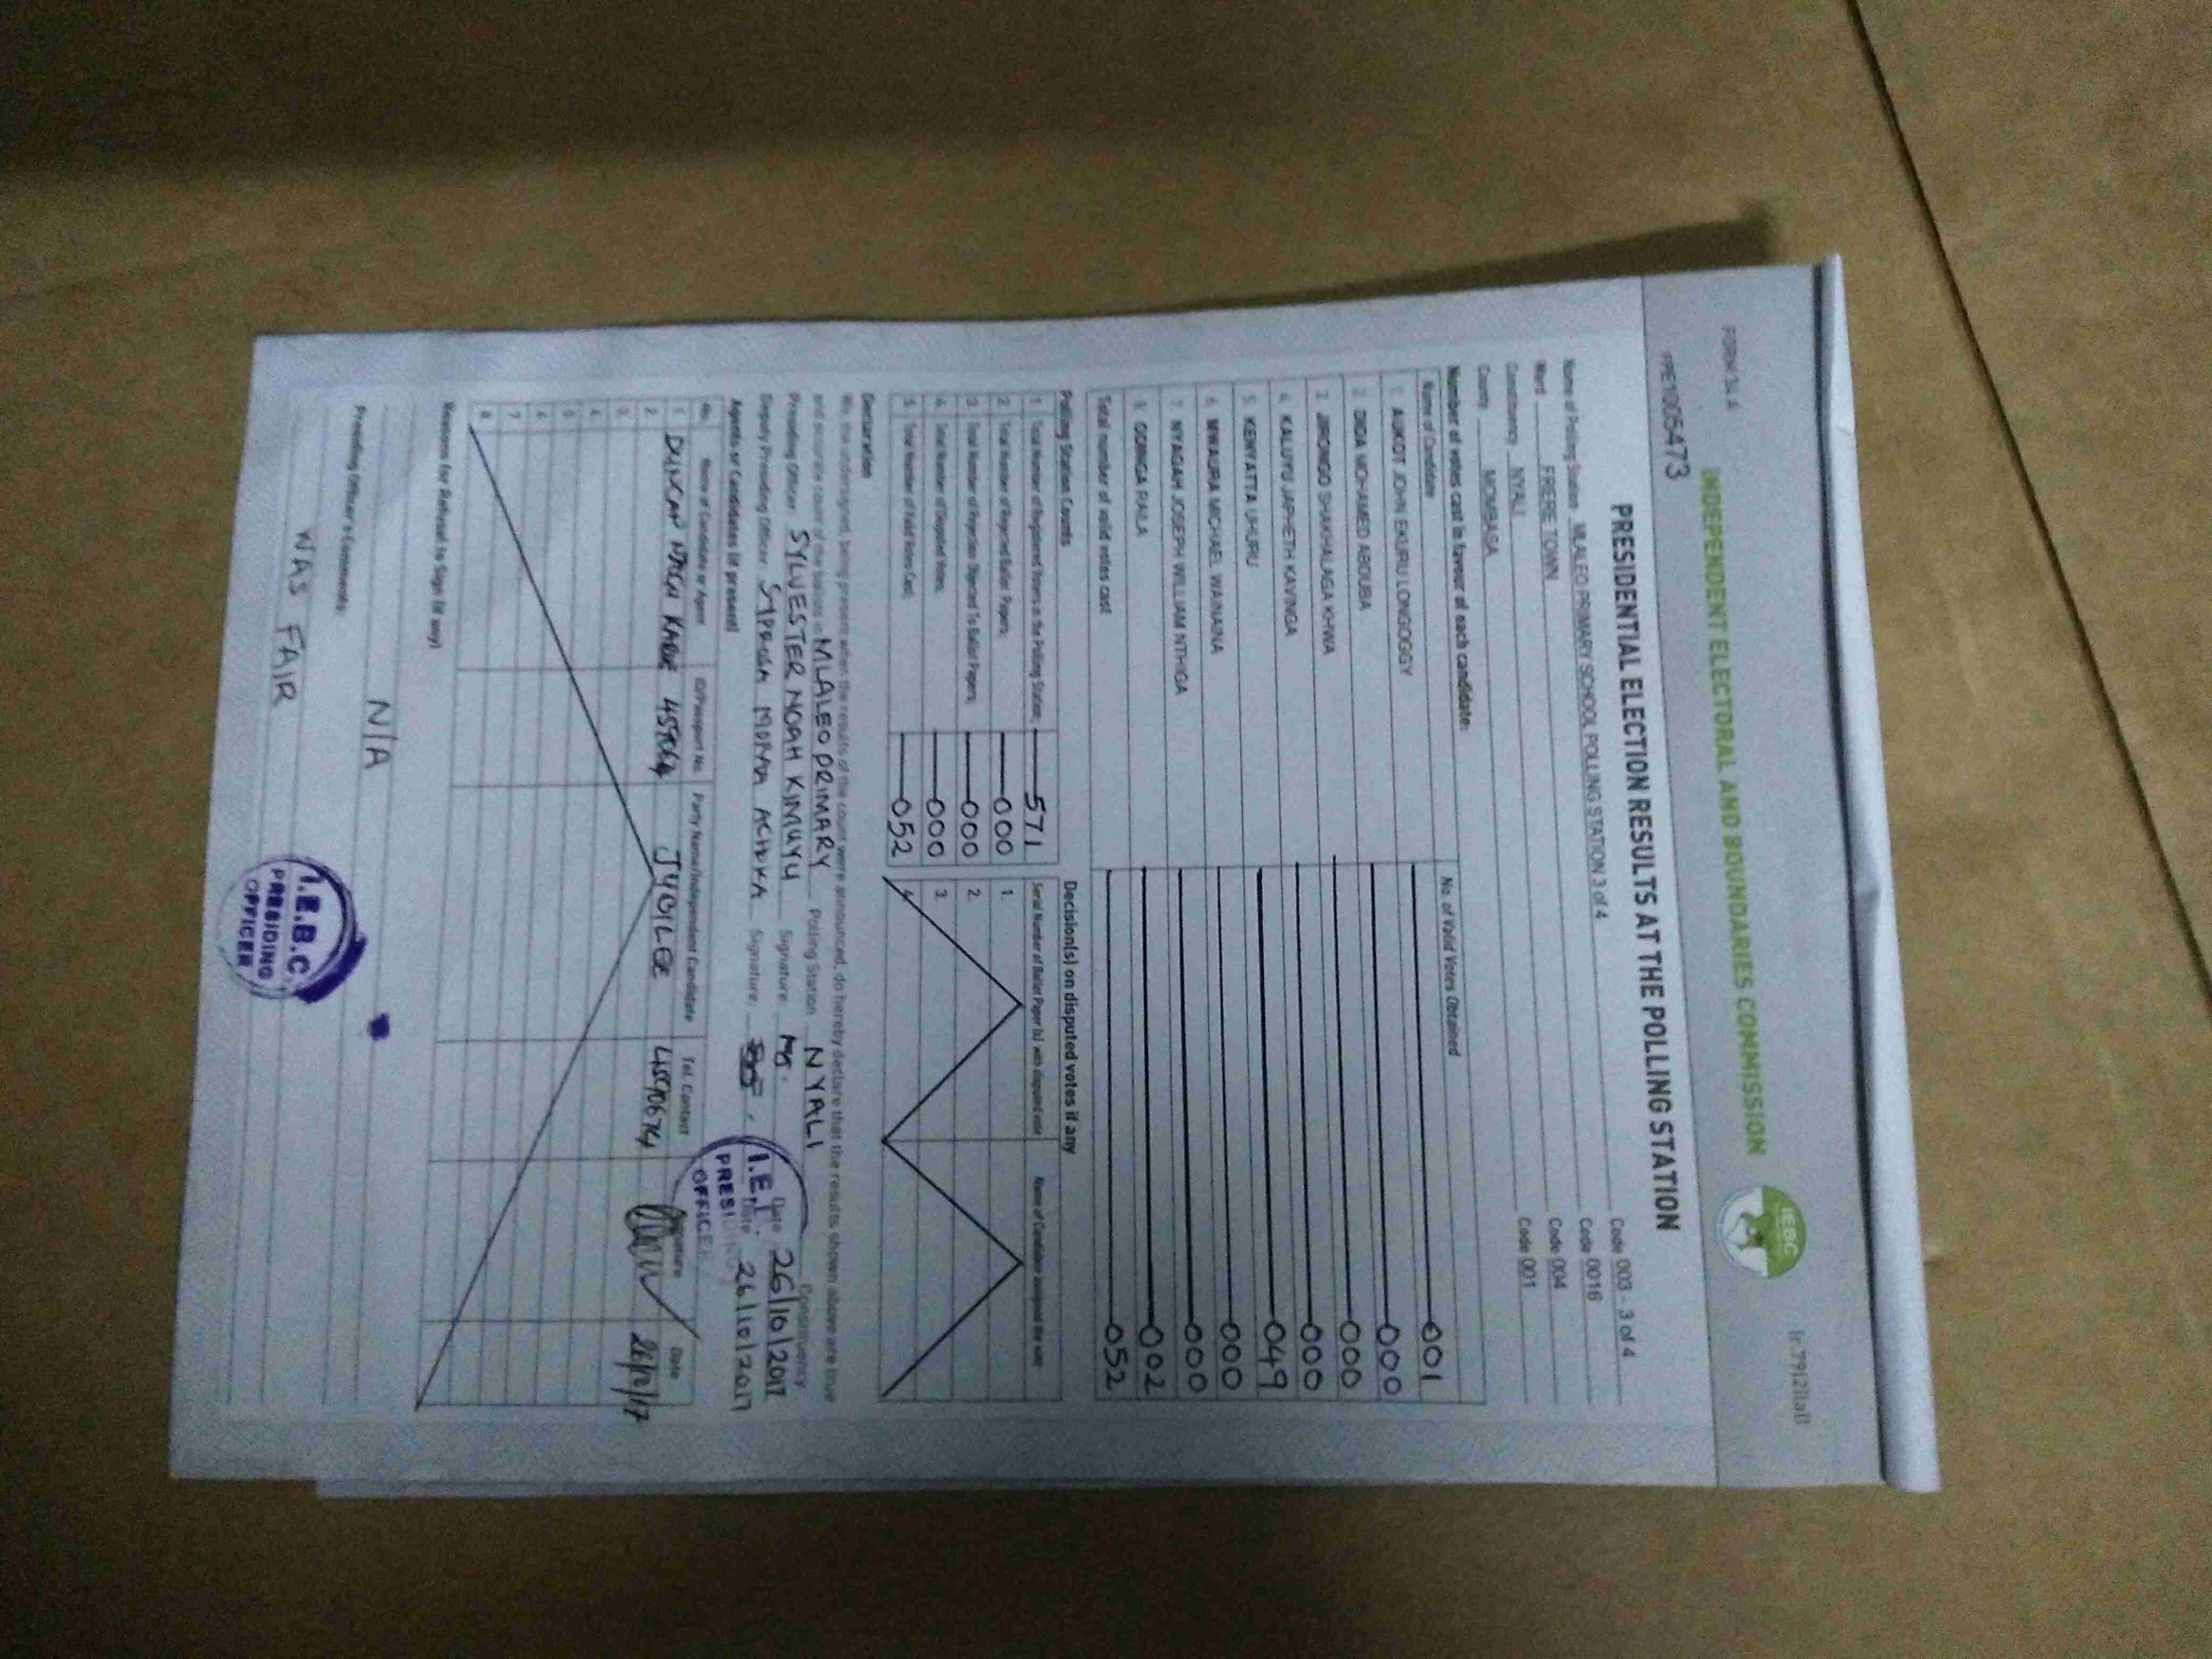 FORM 34 A
INDEPENDENT ELECTORAL AND BOUNDARIES COMMISSION
IEBC
PRE1005473
PRESIDENTIAL ELECTION RESULTS AT THE POLLING STATION
Name of Polling Station MLALEO PRIMARY SCHOOL POLLING STATION 3 of 4 Code 003 - 3 of 4
Ward FRERE TOWN Code 0016
Constituency NYALI Code 004
County MOMBASA Code 001
Number of votes cast in favour of each candidate:
Name of Candidate No. of Valid Votes Obtained
1. AUKOT JOHN EKURU LONGOGGY 001
2. DIDA MOHAMED ABDUBA 000
3. JIRONGO SHAKHALAGA KHWA 000
4. KALUYU JAPHETH KAVINGA 000
5. KENYATTA UHURU 049
6. MWAURA MICHAEL WAINAINA 000
7. NYAGAH JOSEPH WILLIAM NTHIGA 000
8. ODINGA RAILA 002
Total number of valid votes cast 052
Polling Station Counts Decision(s) on disputed votes if any
1. Total Number of Registered Voters in the Polling Station; 571 Serial Number of Ballot Paper (s) with disputed vote Name of Candidate assigned the vote
2. Total Number of Rejected Ballot Papers; 000 1.
3. Total Number of Rejection Objected To Ballot Papers; 000 2.
4. Total Number of Disputed Votes; 000 3.
5. Total Number of Valid Votes Cast; 052 4.
Declaration
We, the undersigned, being present when the results of the count were announced, do hereby declare that the results shown above are true
and accurate count of the ballots in MLALEO PRIMARY Polling Station NYALI Constituency
Presiding Officer SYLVESTER NOAH KIMUYU Signature Date 26/10/2017
Deputy Presiding Officer Signature Date 26/10/2017
Agents or Candidates (if present)
No. Name of Candidate or Agent ID/Passport No. Party Name/Independent Candidate Tel. Contact Signature Date
1 DUNCAN KARUE JUBILEE 26/10/17
2
3
4
5
6
7
8
I.E.B.C
PRESIDING
OFFICER
Reasons for Refusal to Sign (if any)
N/A
Presiding Officer's Comments
WAS FAIR
I.E.B.C
PRESIDING
OFFICER